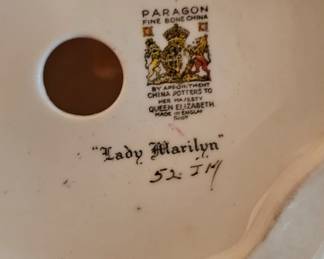 PARAGON
FINE BONE CHINA
BY APPOINTMENT
CHINA POTTERS TO
HER MAJESTY
QUEEN ELIZABETH
MADE IN ENGLAND
"Lady Marilyn"
52 JM